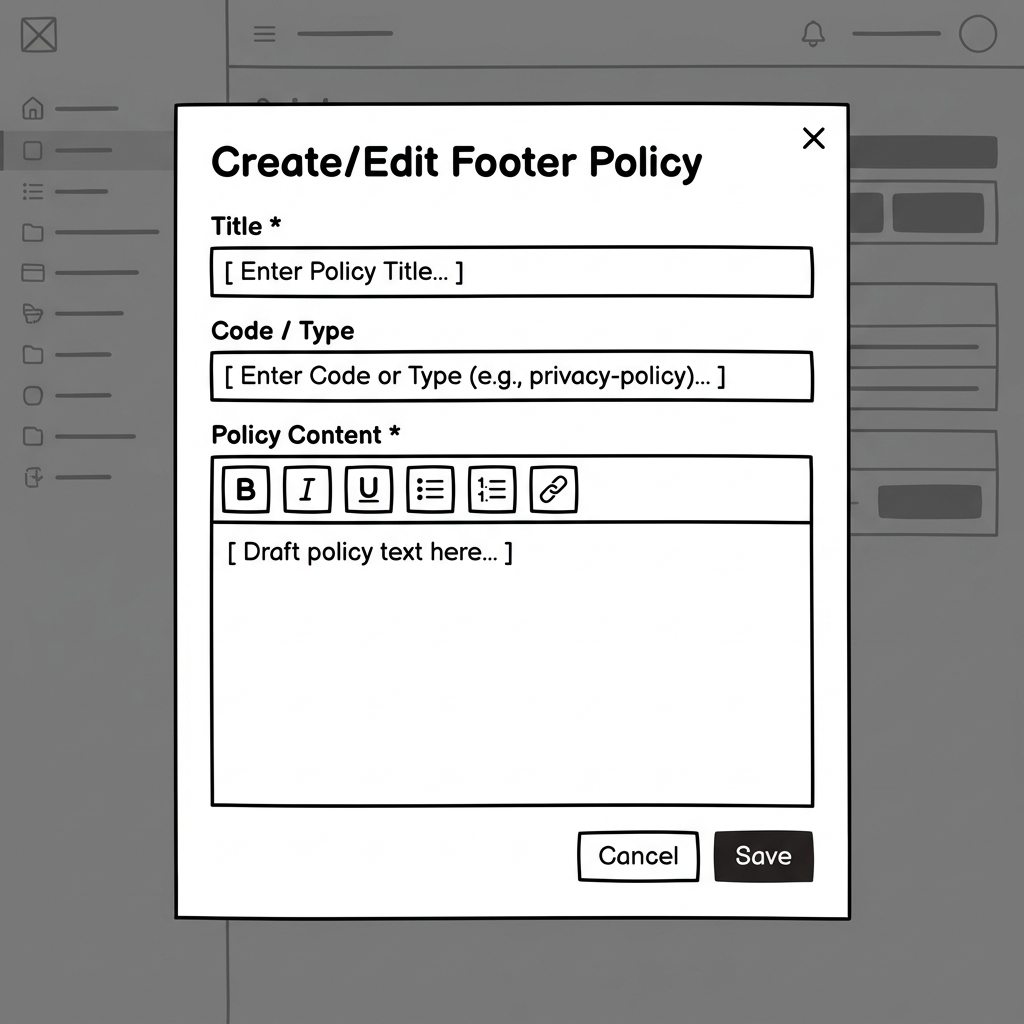 Create/Edit Footer Policy
Title *
[ Enter Policy Title... ]
Code / Type
[ Enter Code or Type (e.g., privacy-policy)... ]
Policy Content *
B I U
[ Draft policy text here... ]
Cancel Save